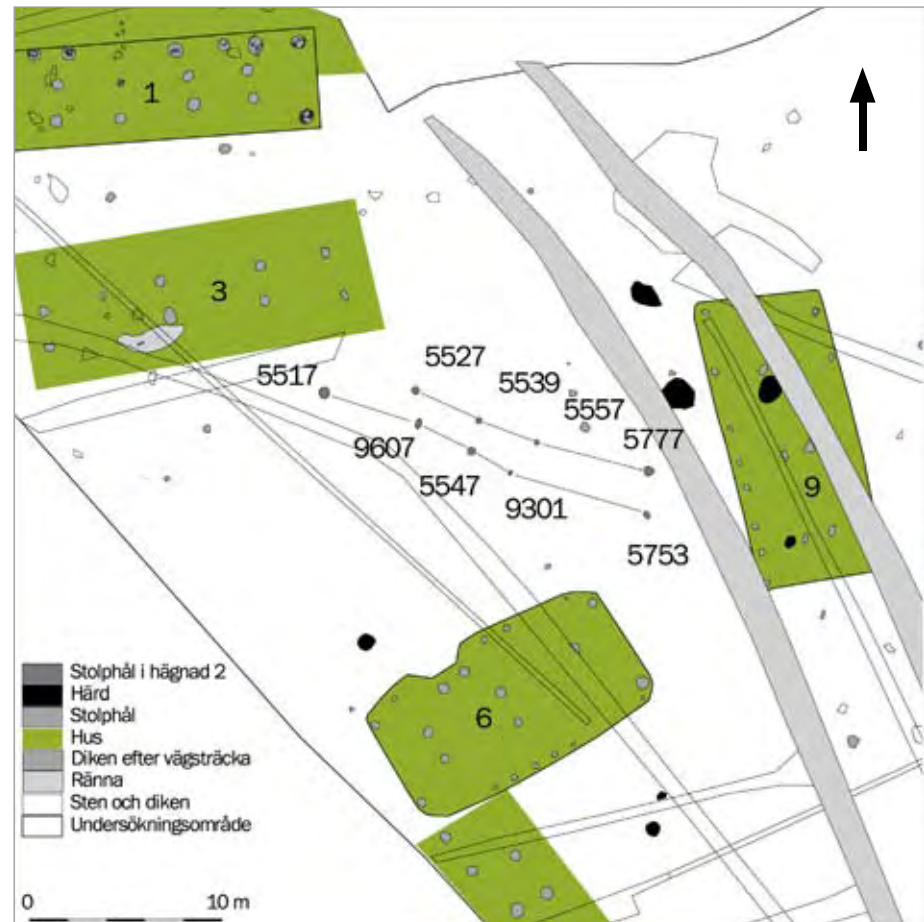 1
3
5517
5527
5539
5557
5777
9607
5547
9301
5753
9
6
Stolphål i hägnad 2
Härd
Stolphål
Hus
Diken efter vägsträcka
Ränna
Sten och diken
Undersökningsområde
0 10 m